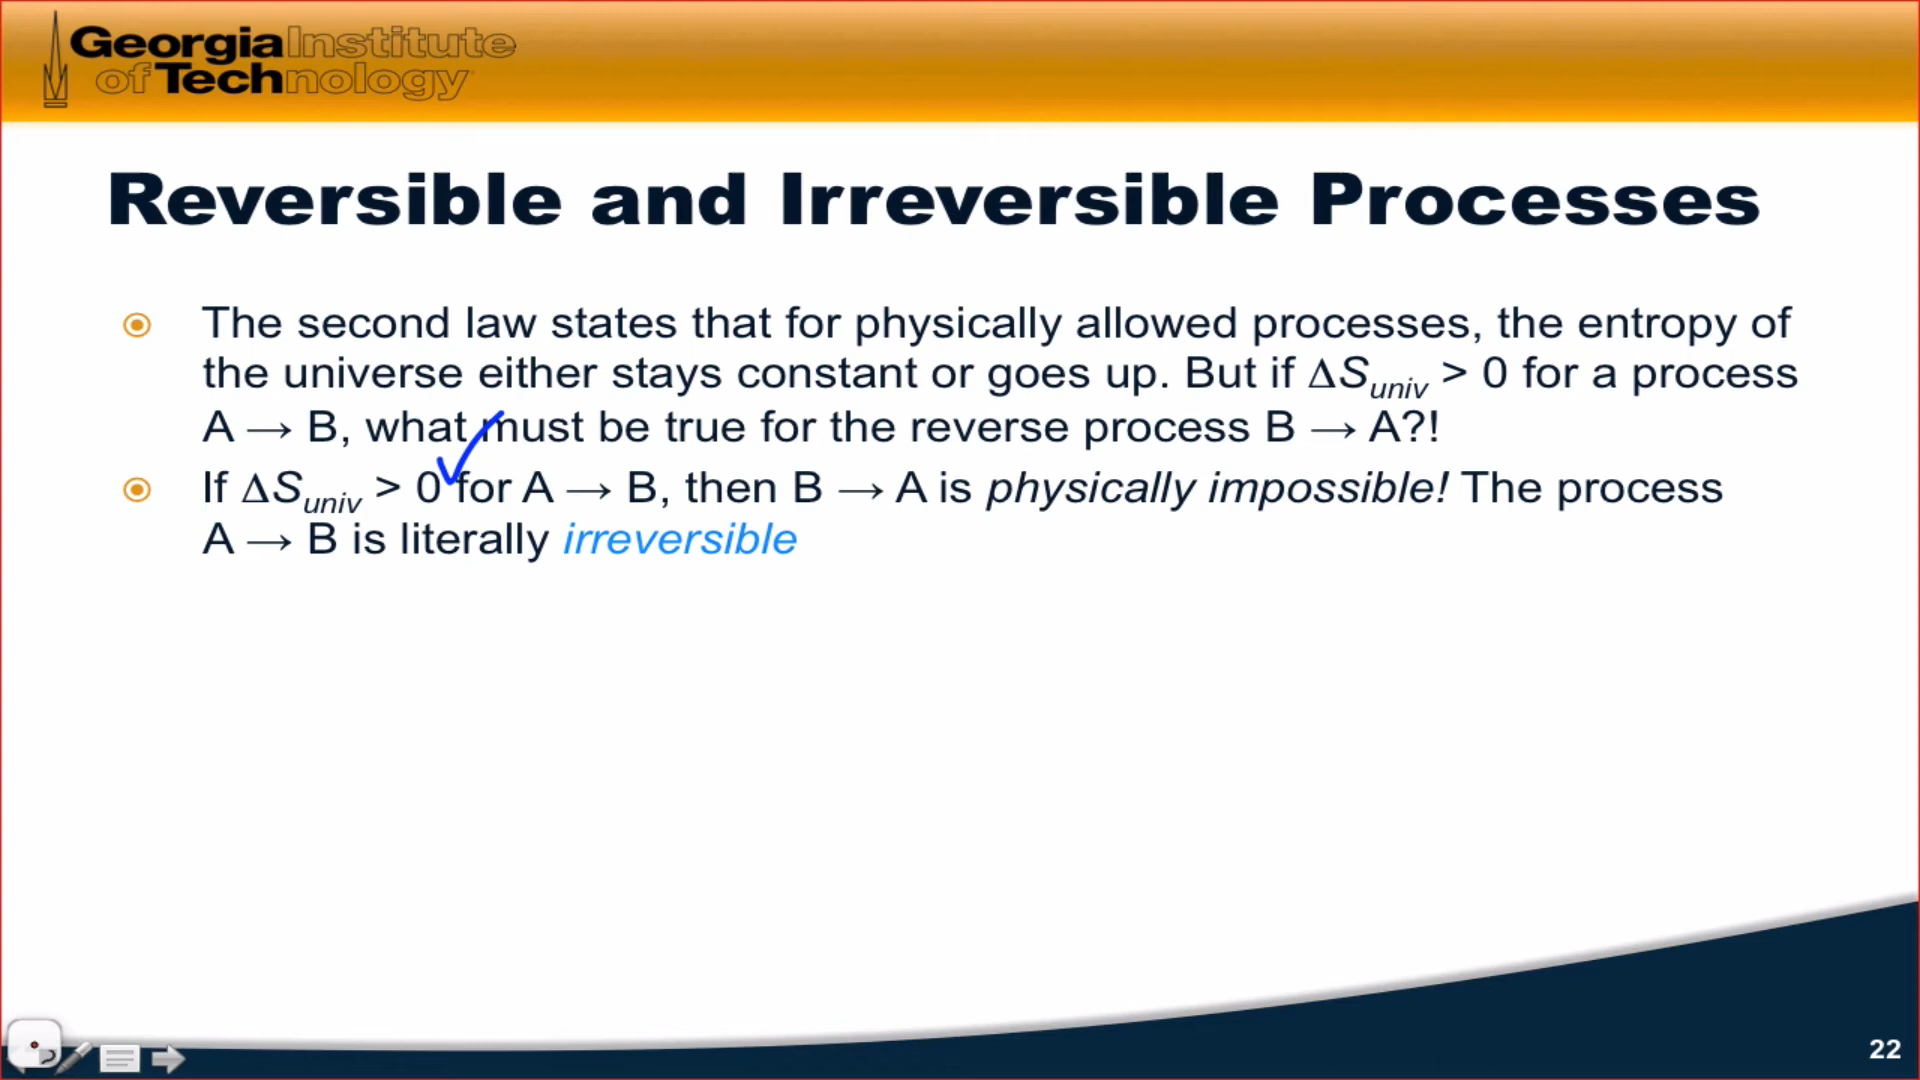 Georgia Institute
of Technology
Reversible and Irreversible Processes
The second law states that for physically allowed processes, the entropy of
the universe either stays constant or goes up. But if ΔS_univ > 0 for a process
A → B, what must be true for the reverse process B → A?!
If ΔS_univ > 0 for A → B, then B → A is physically impossible! The process
A → B is literally irreversible
22